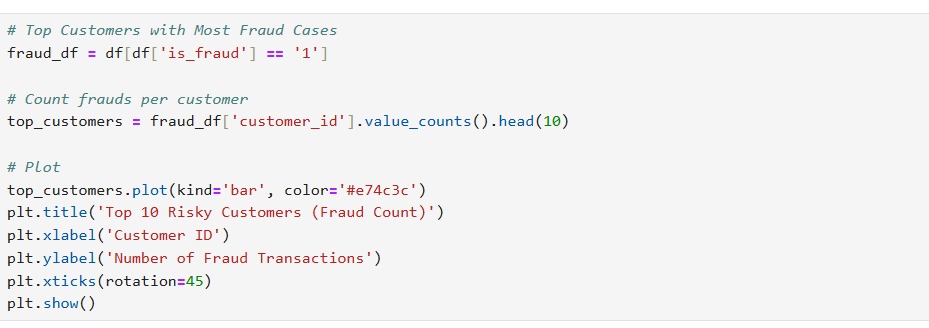 # Top Customers with Most Fraud Cases
fraud_df = df[df['is_fraud'] == '1']
# Count frauds per customer
top_customers = fraud_df['customer_id'].value_counts().head(10)
# Plot
top_customers.plot(kind='bar', color='#e74c3c')
plt.title('Top 10 Risky Customers (Fraud Count)')
plt.xlabel('Customer ID')
plt.ylabel('Number of Fraud Transactions')
plt.xticks(rotation=45)
plt.show()